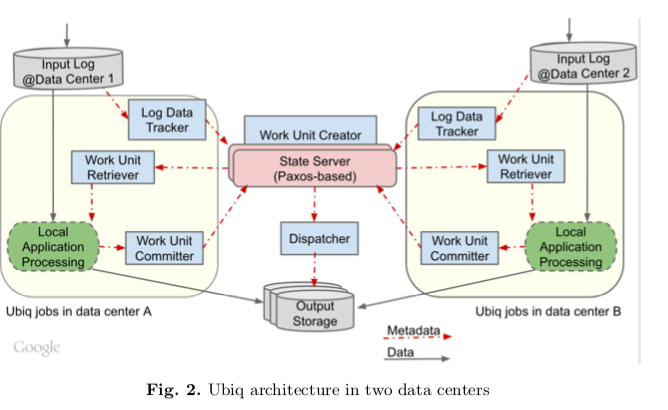 Input Log
@Data Center 1
Input Log
@Data Center 2
Log Data
Tracker
Work Unit Creator
Log Data
Tracker
Work Unit
Retriever
State Server
(Paxos-based)
Work Unit
Retriever
Local
Application
Processing
Work Unit
Committer
Dispatcher
Work Unit
Committer
Local
Application
Processing
Output
Storage
Ubiq jobs in data center A
Ubiq jobs in data center B
Metadata
Data
Google
Fig. 2. Ubiq architecture in two data centers